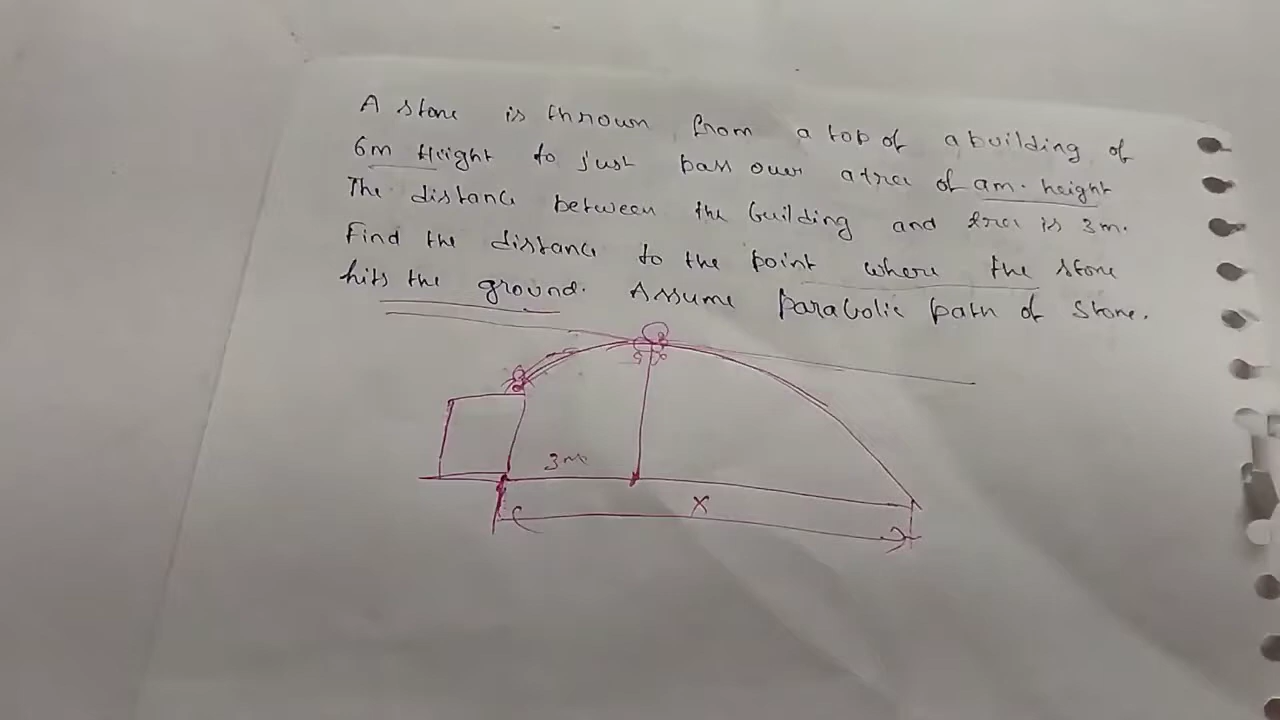 A stone is thrown from a top of a building of
6m Height to just pass over a tree of 9m. height
The distance between the building and tree is 3m.
Find the distance to the point where the stone
hits the ground. Assume parabolic path of stone.
3m
X